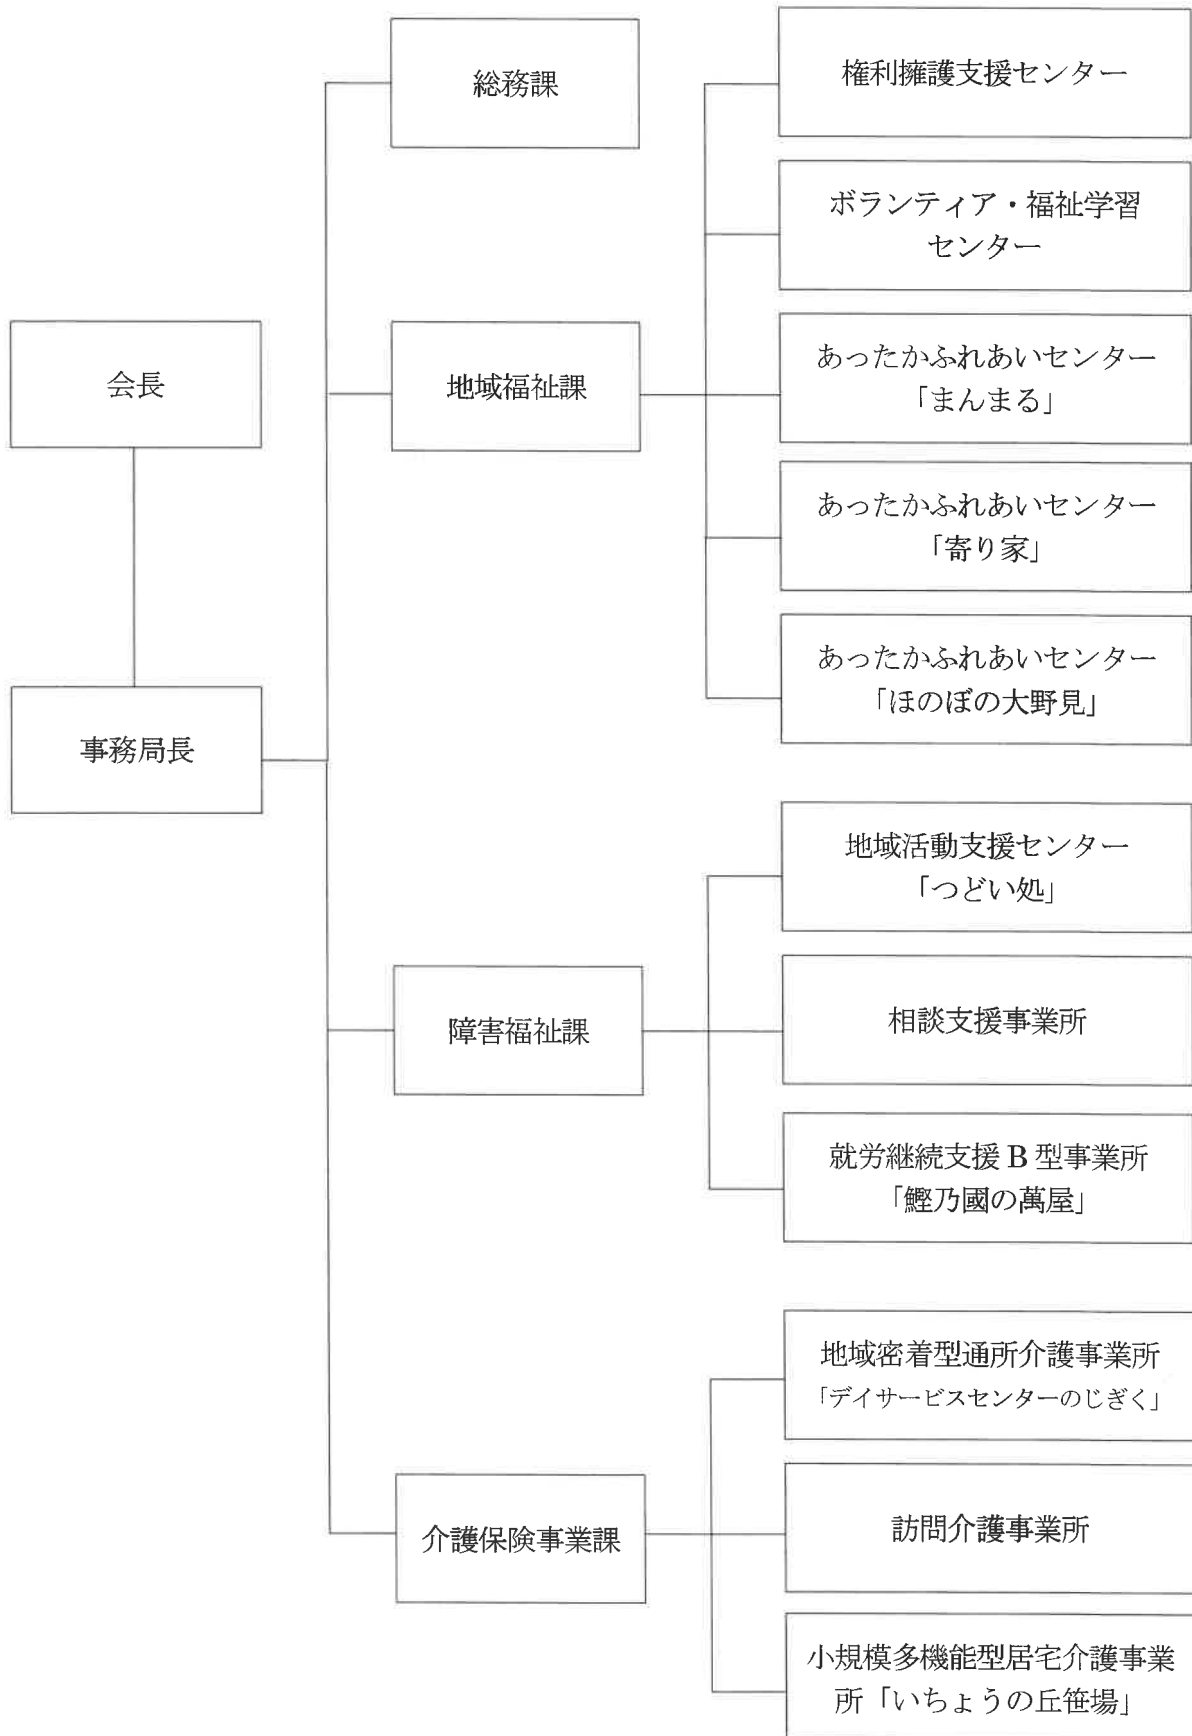 会長
事務局長
総務課
地域福祉課
権利擁護支援センター
ボランティア・福祉学習
センター
あったかふれあいセンター
「まんまる」
あったかふれあいセンター
「寄り家」
あったかふれあいセンター
「ほのぼの大野見」
障害福祉課
地域活動支援センター
「つどい処」
相談支援事業所
就労継続支援 B 型事業所
「鰹乃國の萬屋」
介護保険事業課
地域密着型通所介護事業所
「デイサービスセンターのじぎく」
訪問介護事業所
小規模多機能型居宅介護事業
所「いちょうの丘笹場」